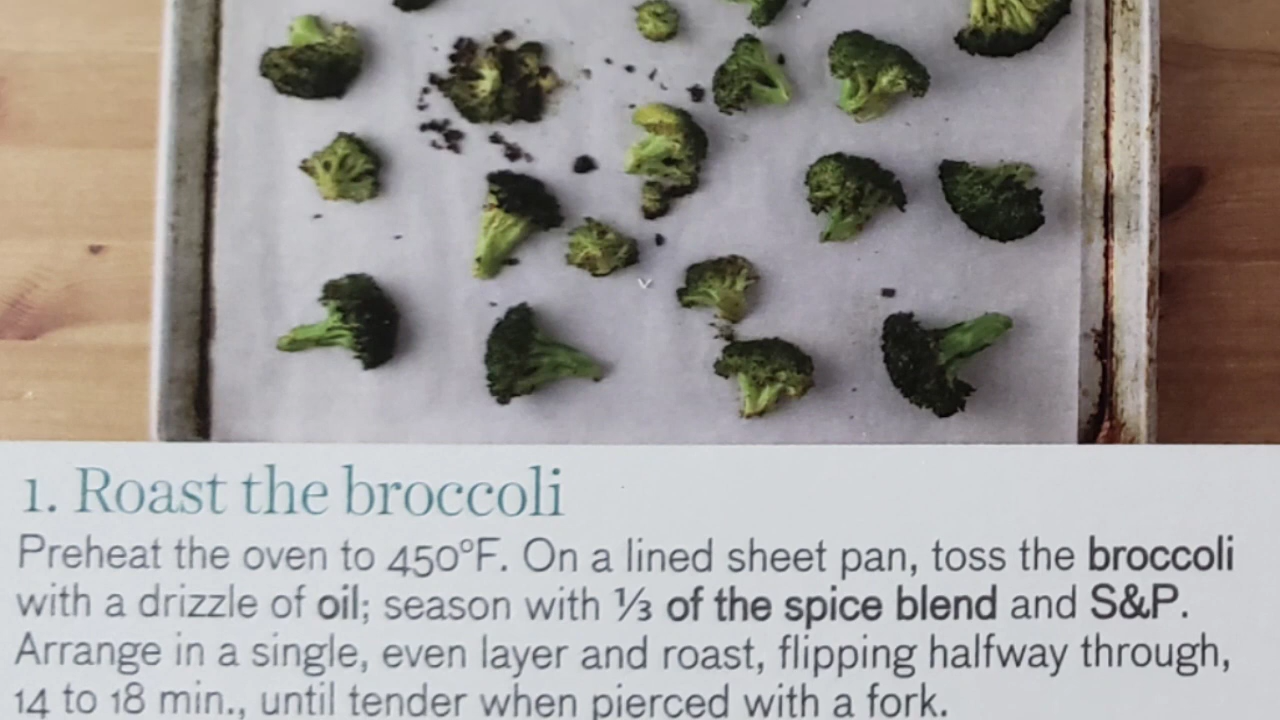 1. Roast the broccoli
Preheat the oven to 450°F. On a lined sheet pan, toss the broccoli
with a drizzle of oil; season with ⅓ of the spice blend and S&P.
Arrange in a single, even layer and roast, flipping halfway through,
14 to 18 min., until tender when pierced with a fork.